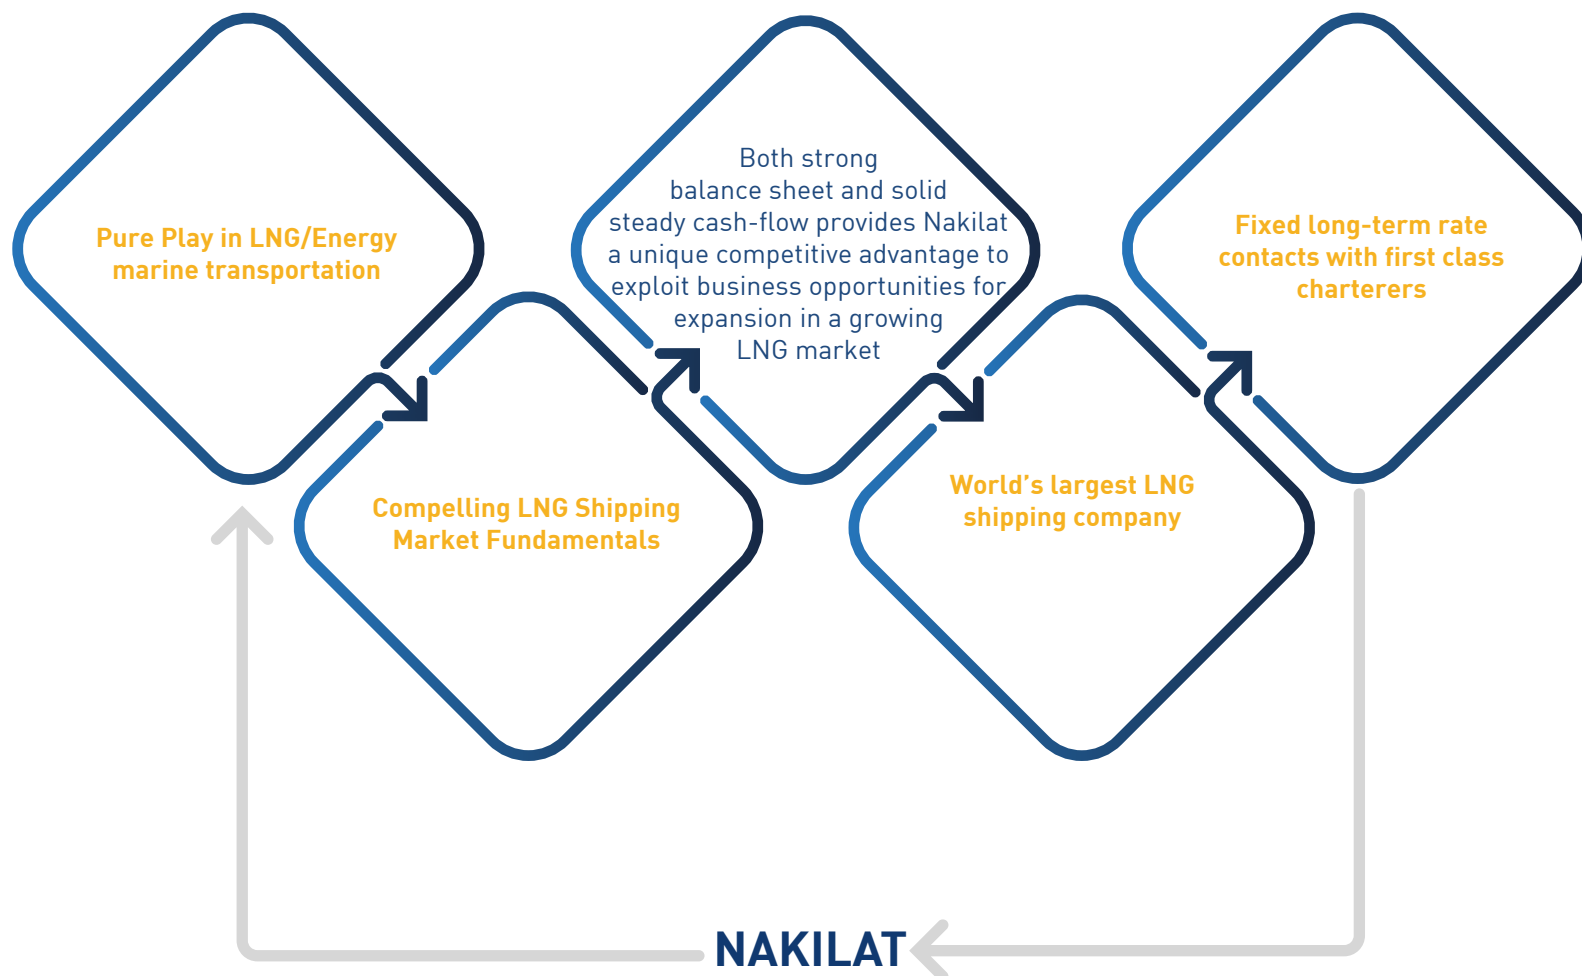 Pure Play in LNG/Energy
marine transportation
Compelling LNG Shipping
Market Fundamentals
Both strong
balance sheet and solid
steady cash-flow provides Nakilat
a unique competitive advantage to
exploit business opportunities for
expansion in a growing
LNG market
World's largest LNG
shipping company
Fixed long-term rate
contacts with first class
charterers
NAKILAT